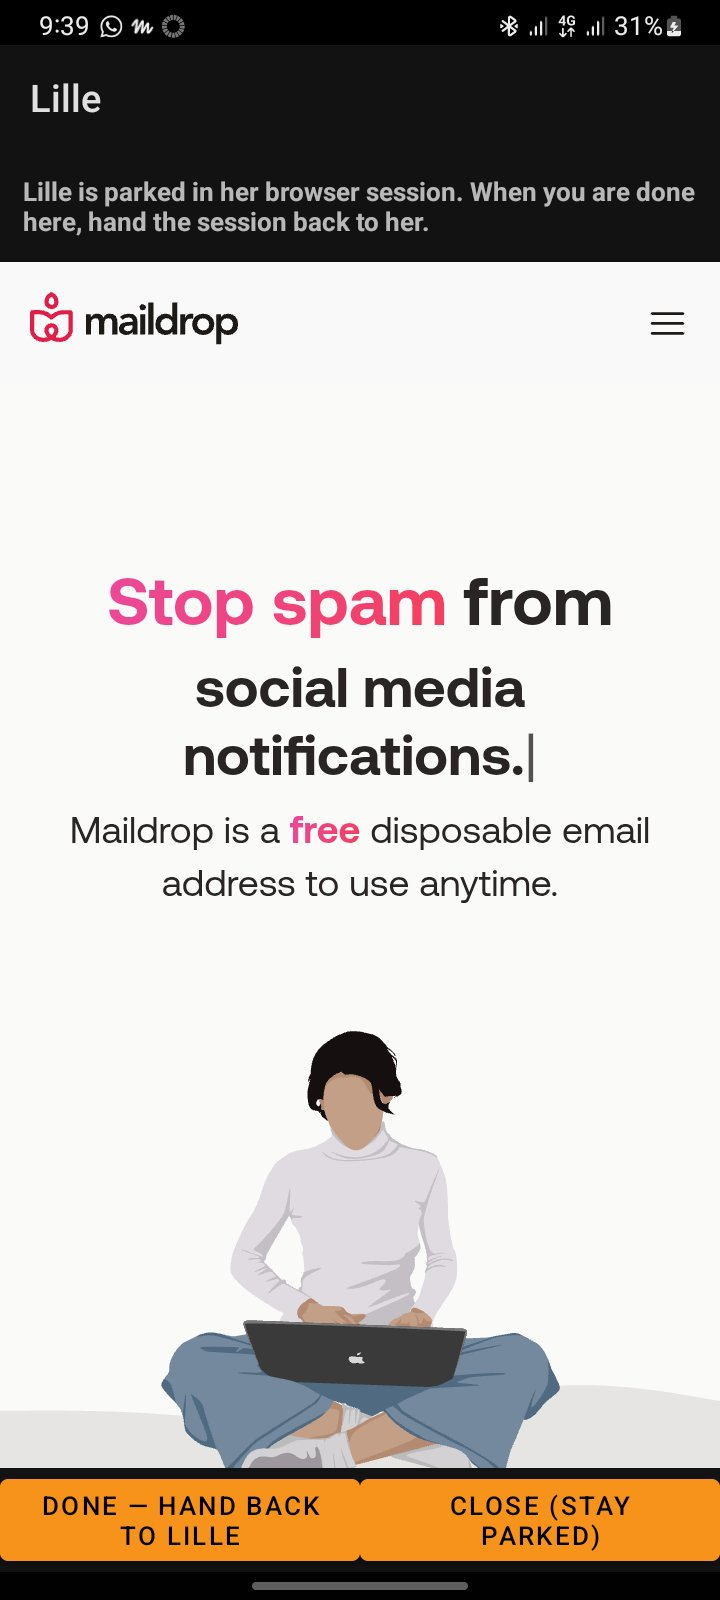 9:39
4G
31%
Lille
Lille is parked in her browser session. When you are done
here, hand the session back to her.
maildrop
Stop spam from
social media
notifications.|
Maildrop is a free disposable email
address to use anytime.
DONE — HAND BACK
TO LILLE
CLOSE (STAY
PARKED)